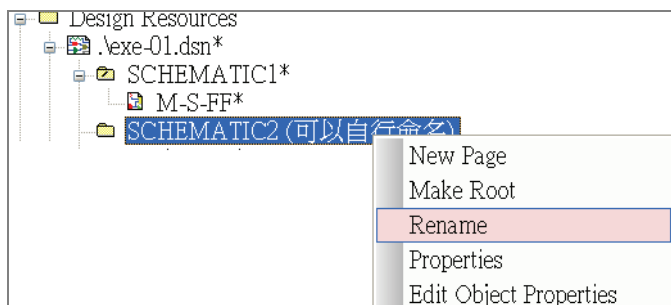 Design Resources
.\exe-01.dsn*
SCHEMATIC1*
M-S-FF*
SCHEMATIC2 (可以自行命名)
New Page
Make Root
Rename
Properties
Edit Object Properties